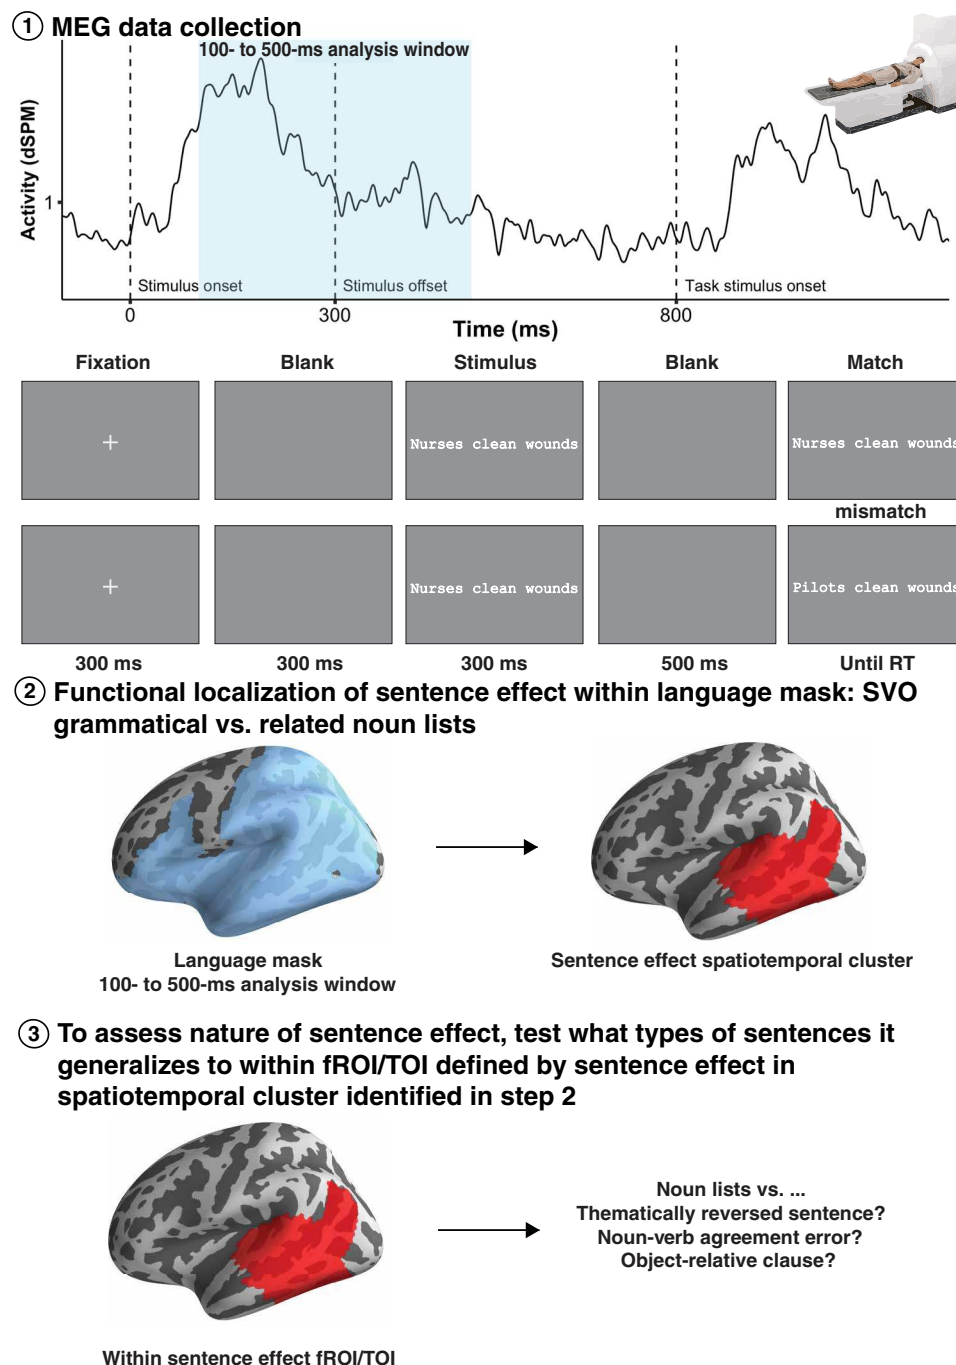 1 MEG data collection
100- to 500-ms analysis window
Activity (dSPM)
1
Stimulus onset
Stimulus offset
Task stimulus onset
0
300
800
Time (ms)
Fixation
Blank
Stimulus
Blank
Match
Nurses clean wounds
Nurses clean wounds
mismatch
Nurses clean wounds
Pilots clean wounds
300 ms
300 ms
300 ms
500 ms
Until RT
2 Functional localization of sentence effect within language mask: SVO
grammatical vs. related noun lists
Language mask
100- to 500-ms analysis window
Sentence effect spatiotemporal cluster
3 To assess nature of sentence effect, test what types of sentences it
generalizes to within fROI/TOI defined by sentence effect in
spatiotemporal cluster identified in step 2
Noun lists vs. ...
Thematically reversed sentence?
Noun-verb agreement error?
Object-relative clause?
Within sentence effect fROI/TOI